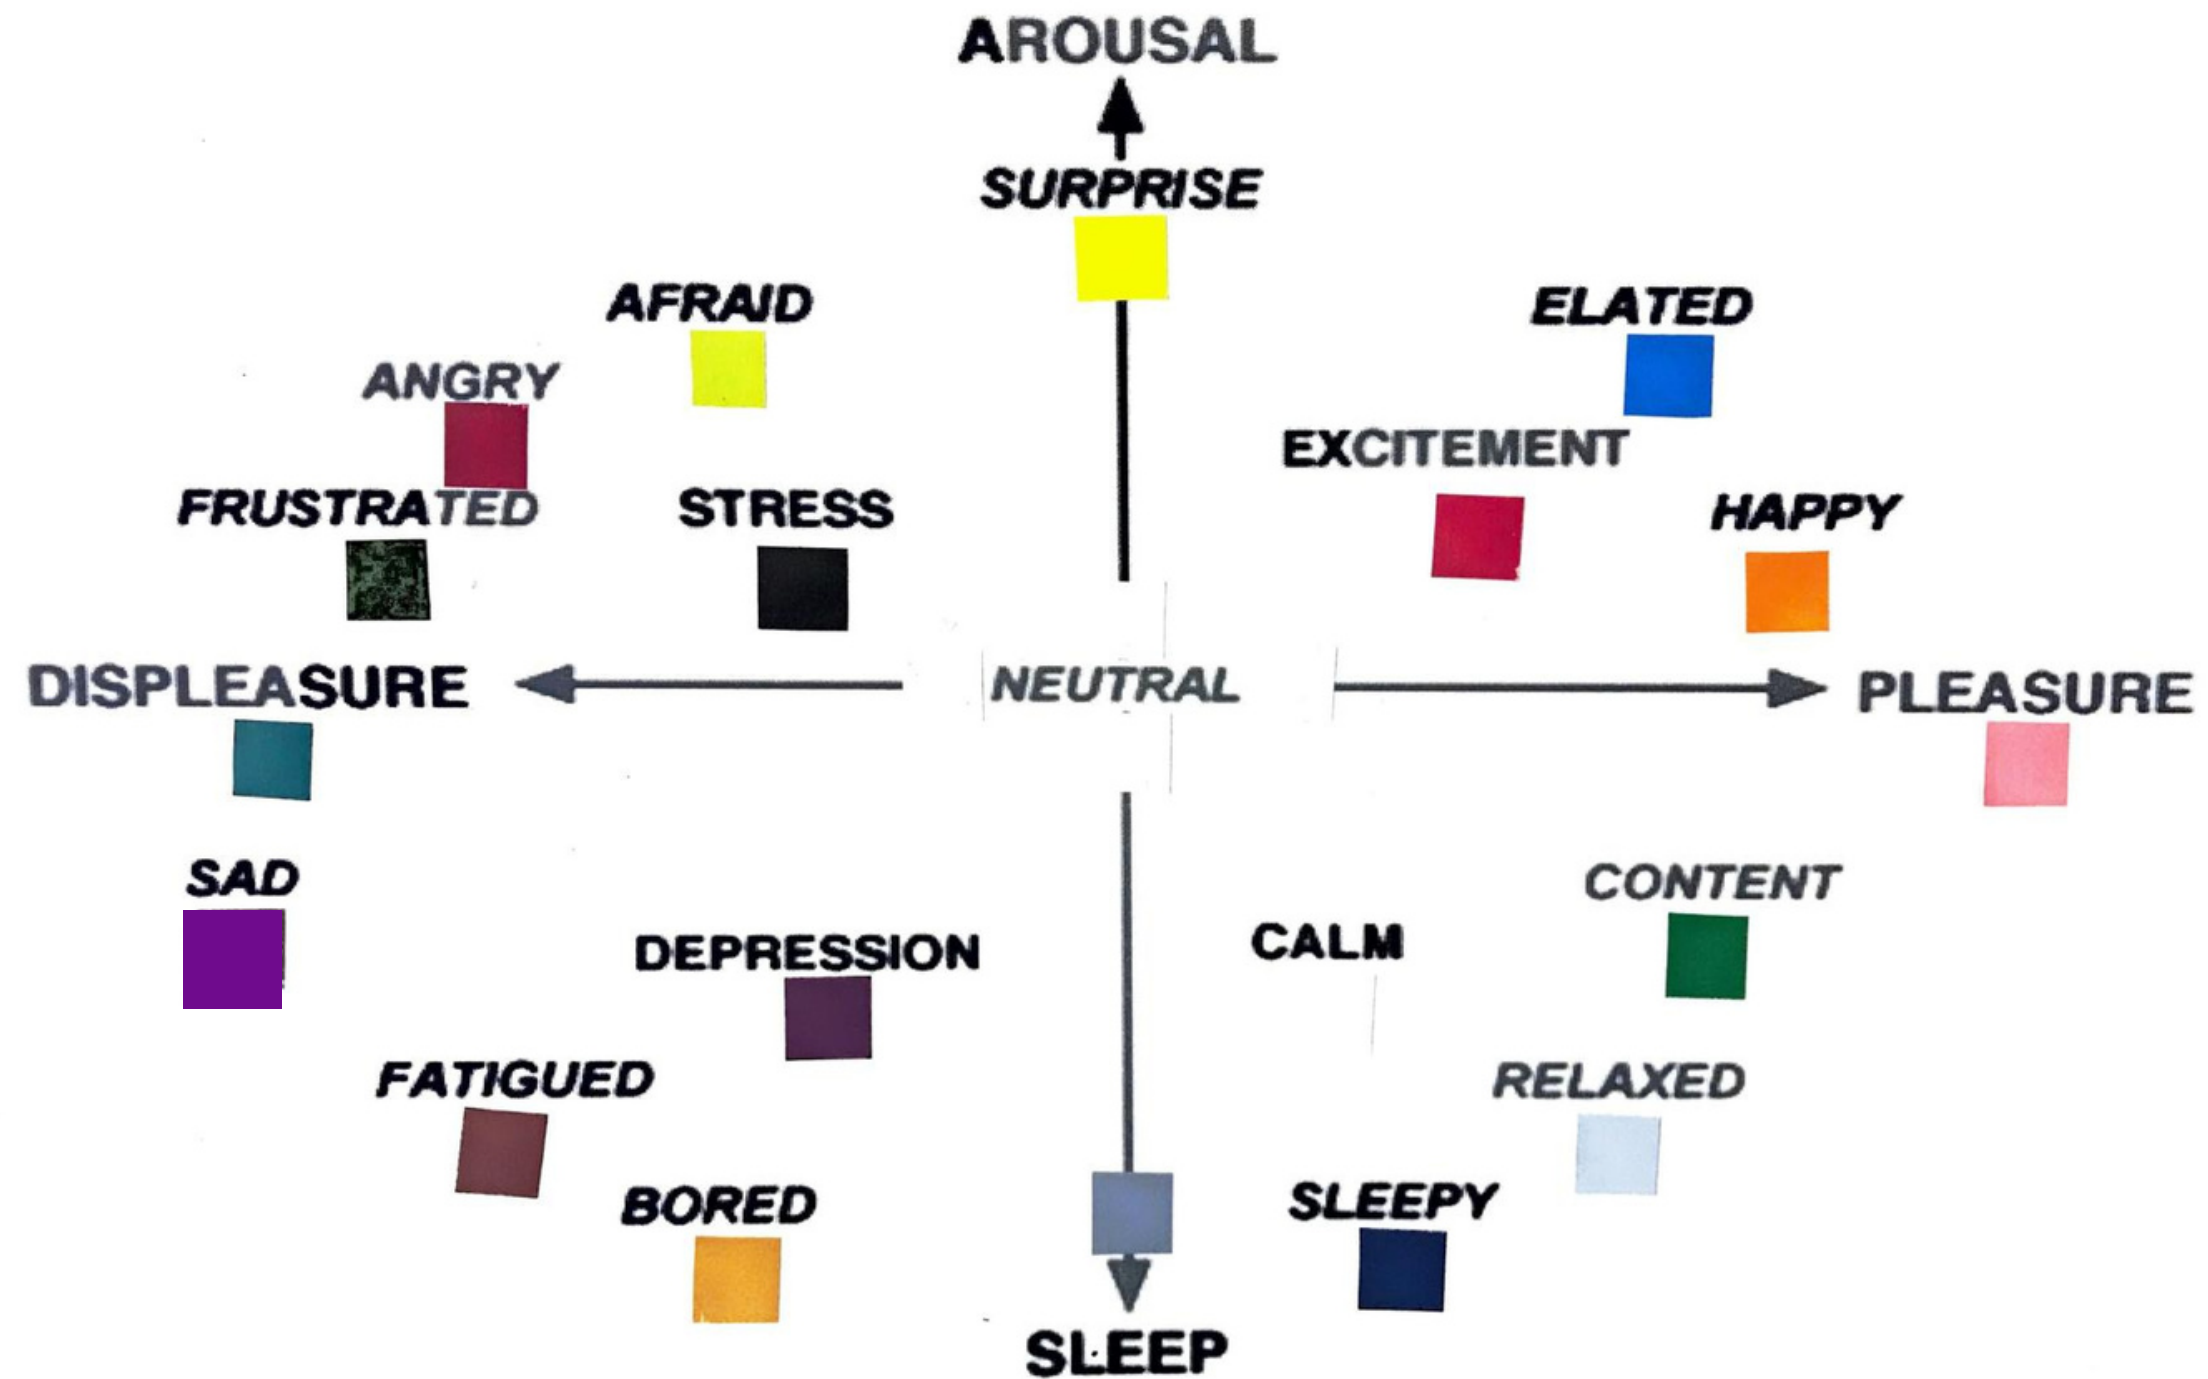 AROUSAL
SURPRISE
AFRAID
ELATED
ANGRY
EXCITEMENT
FRUSTRATED
STRESS
HAPPY
DISPLEASURE
NEUTRAL
PLEASURE
SAD
CONTENT
DEPRESSION
CALM
FATIGUED
RELAXED
BORED
SLEEPY
SLEEP